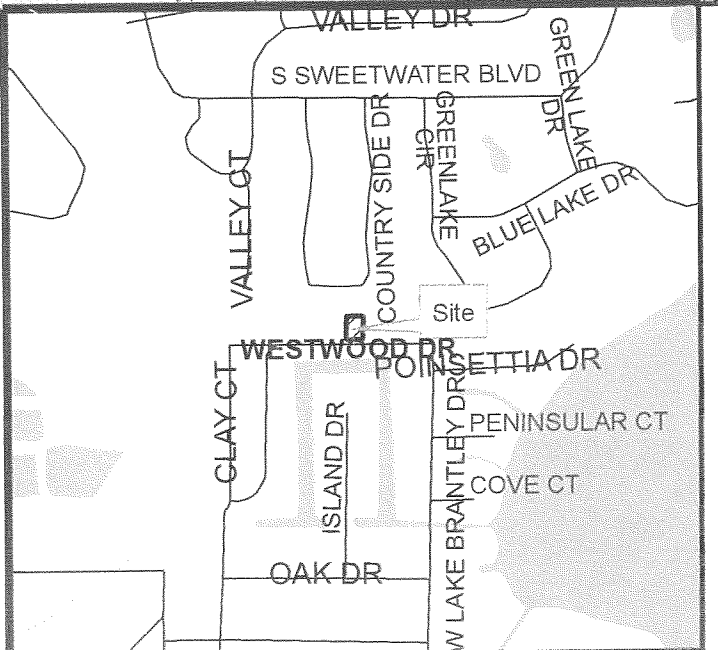 VALLEY DR
S SWEETWATER BLVD
GREEN LAKE
DR
VALLEY CT
COUNTRY SIDE DR
GREENLAKE
CIR
BLUE LAKE DR
Site
WESTWOOD DR
POINSETTIA DR
CLAY CT
ISLAND DR
W LAKE BRANTLEY DR
PENINSULAR CT
COVE CT
OAK DR